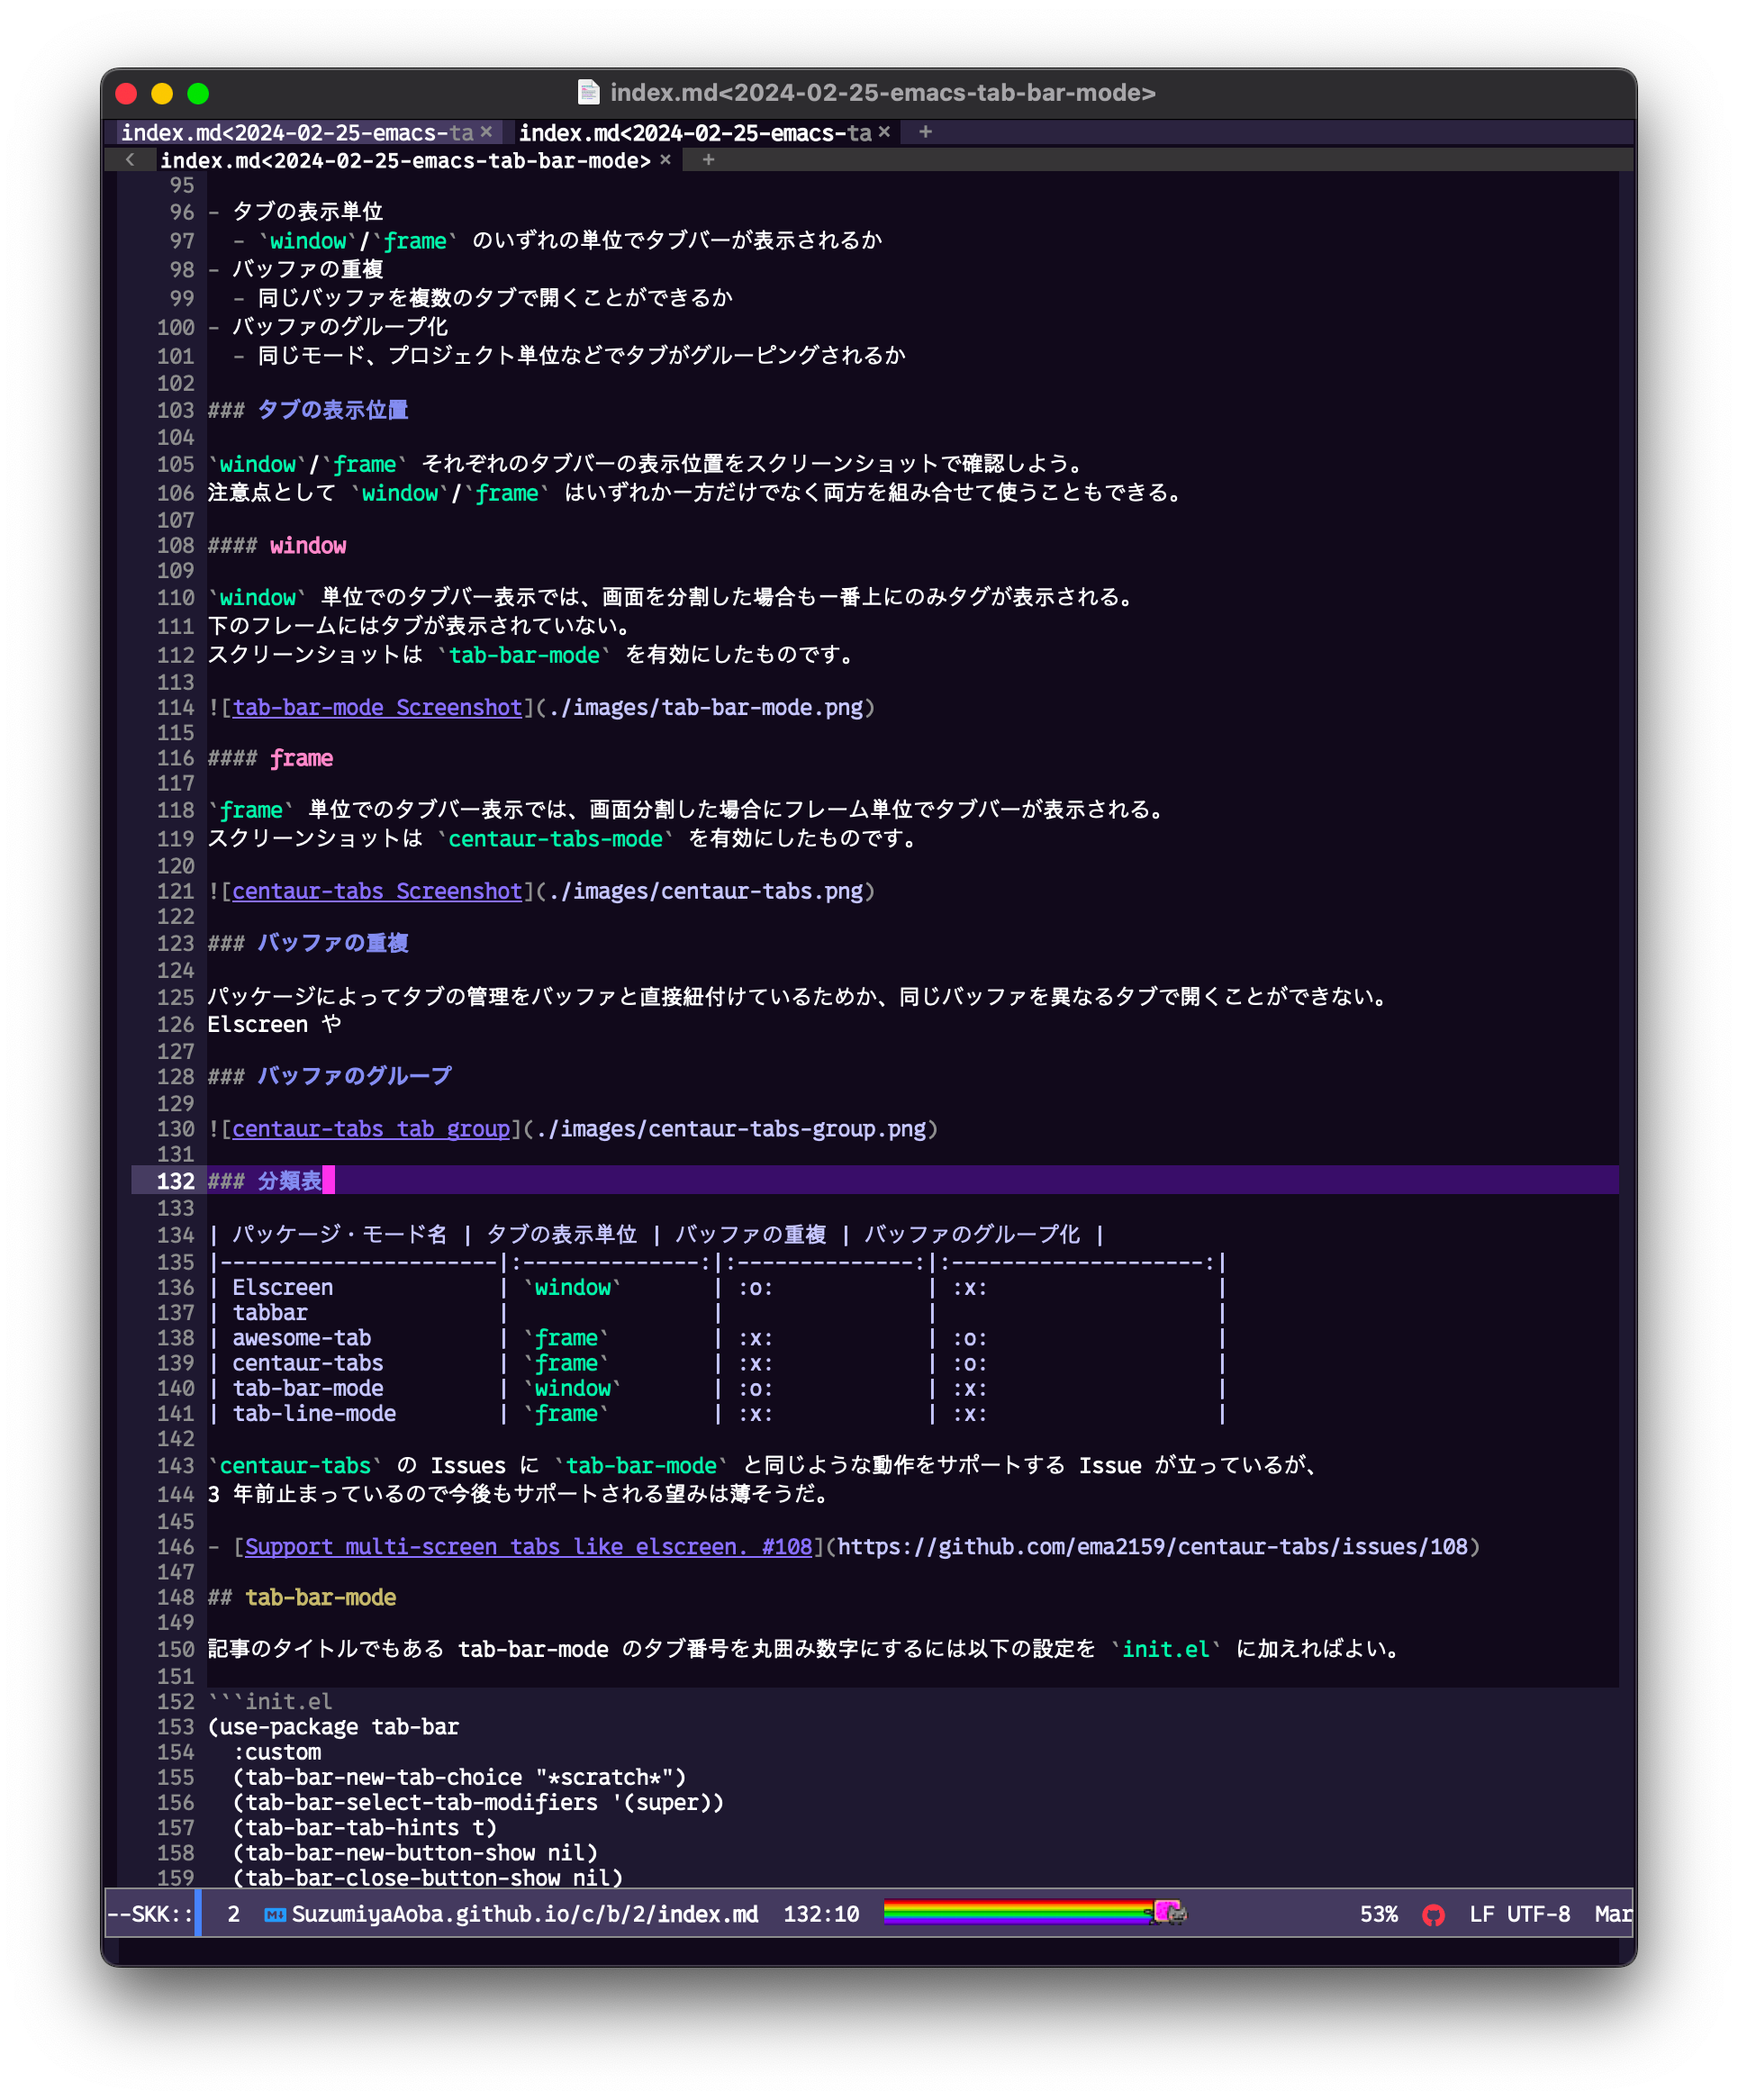 index.md<2024-02-25-emacs-tab-bar-mode>
index.md<2024-02-25-emacs-ta × index.md<2024-02-25-emacs-ta × +
< index.md<2024-02-25-emacs-tab-bar-mode> × +
95
96 - タブの表示単位
97   - `window`/`frame` のいずれの単位でタブバーが表示されるか
98 - バッファの重複
99   - 同じバッファを複数のタブで開くことができるか
100 - バッファのグループ化
101   - 同じモード、プロジェクト単位などでタブがグルーピングされるか
102
103 ### タブの表示位置
104
105 `window`/`frame` それぞれのタブバーの表示位置をスクリーンショットで確認しよう。
106 注意点として `window`/`frame` はいずれか一方だけでなく両方を組み合せて使うこともできる。
107
108 #### window
109
110 `window` 単位でのタブバー表示では、画面を分割した場合も一番上にのみタグが表示される。
111 下のフレームにはタブが表示されていない。
112 スクリーンショットは `tab-bar-mode` を有効にしたものです。
113
114 ![tab-bar-mode Screenshot](./images/tab-bar-mode.png)
115
116 #### frame
117
118 `frame` 単位でのタブバー表示では、画面分割した場合にフレーム単位でタブバーが表示される。
119 スクリーンショットは `centaur-tabs-mode` を有効にしたものです。
120
121 ![centaur-tabs Screenshot](./images/centaur-tabs.png)
122
123 ### バッファの重複
124
125 パッケージによってタブの管理をバッファと直接紐付けているためか、同じバッファを異なるタブで開くことができない。
126 Elscreen や
127
128 ### バッファのグループ
129
130 ![centaur-tabs tab group](./images/centaur-tabs-group.png)
131
132 ### 分類表
133
134 | パッケージ・モード名 | タブの表示単位 | バッファの重複 | バッファのグループ化 |
135 |----------------------|:--------------:|:--------------:|:--------------------:|
136 | Elscreen | `window` | :o: | :x: |
137 | tabbar | | | |
138 | awesome-tab | `frame` | :x: | :o: |
139 | centaur-tabs | `frame` | :x: | :o: |
140 | tab-bar-mode | `window` | :o: | :x: |
141 | tab-line-mode | `frame` | :x: | :x: |
142
143 `centaur-tabs` の Issues に `tab-bar-mode` と同じような動作をサポートする Issue が立っているが、
144 3 年前止まっているので今後もサポートされる望みは薄そうだ。
145
146 - [Support multi-screen tabs like elscreen. #108](https://github.com/ema2159/centaur-tabs/issues/108)
147
148 ## tab-bar-mode
149
150 記事のタイトルでもある tab-bar-mode のタブ番号を丸囲み数字にするには以下の設定を `init.el` に加えればよい。
151
152 ```init.el
153 (use-package tab-bar
154   :custom
155   (tab-bar-new-tab-choice "*scratch*")
156   (tab-bar-select-tab-modifiers '(super))
157   (tab-bar-tab-hints t)
158   (tab-bar-new-button-show nil)
159   (tab-bar-close-button-show nil)
--SKK:: 2 SuzumiyaAoba.github.io/c/b/2/index.md 132:10 53% LF UTF-8 Mar